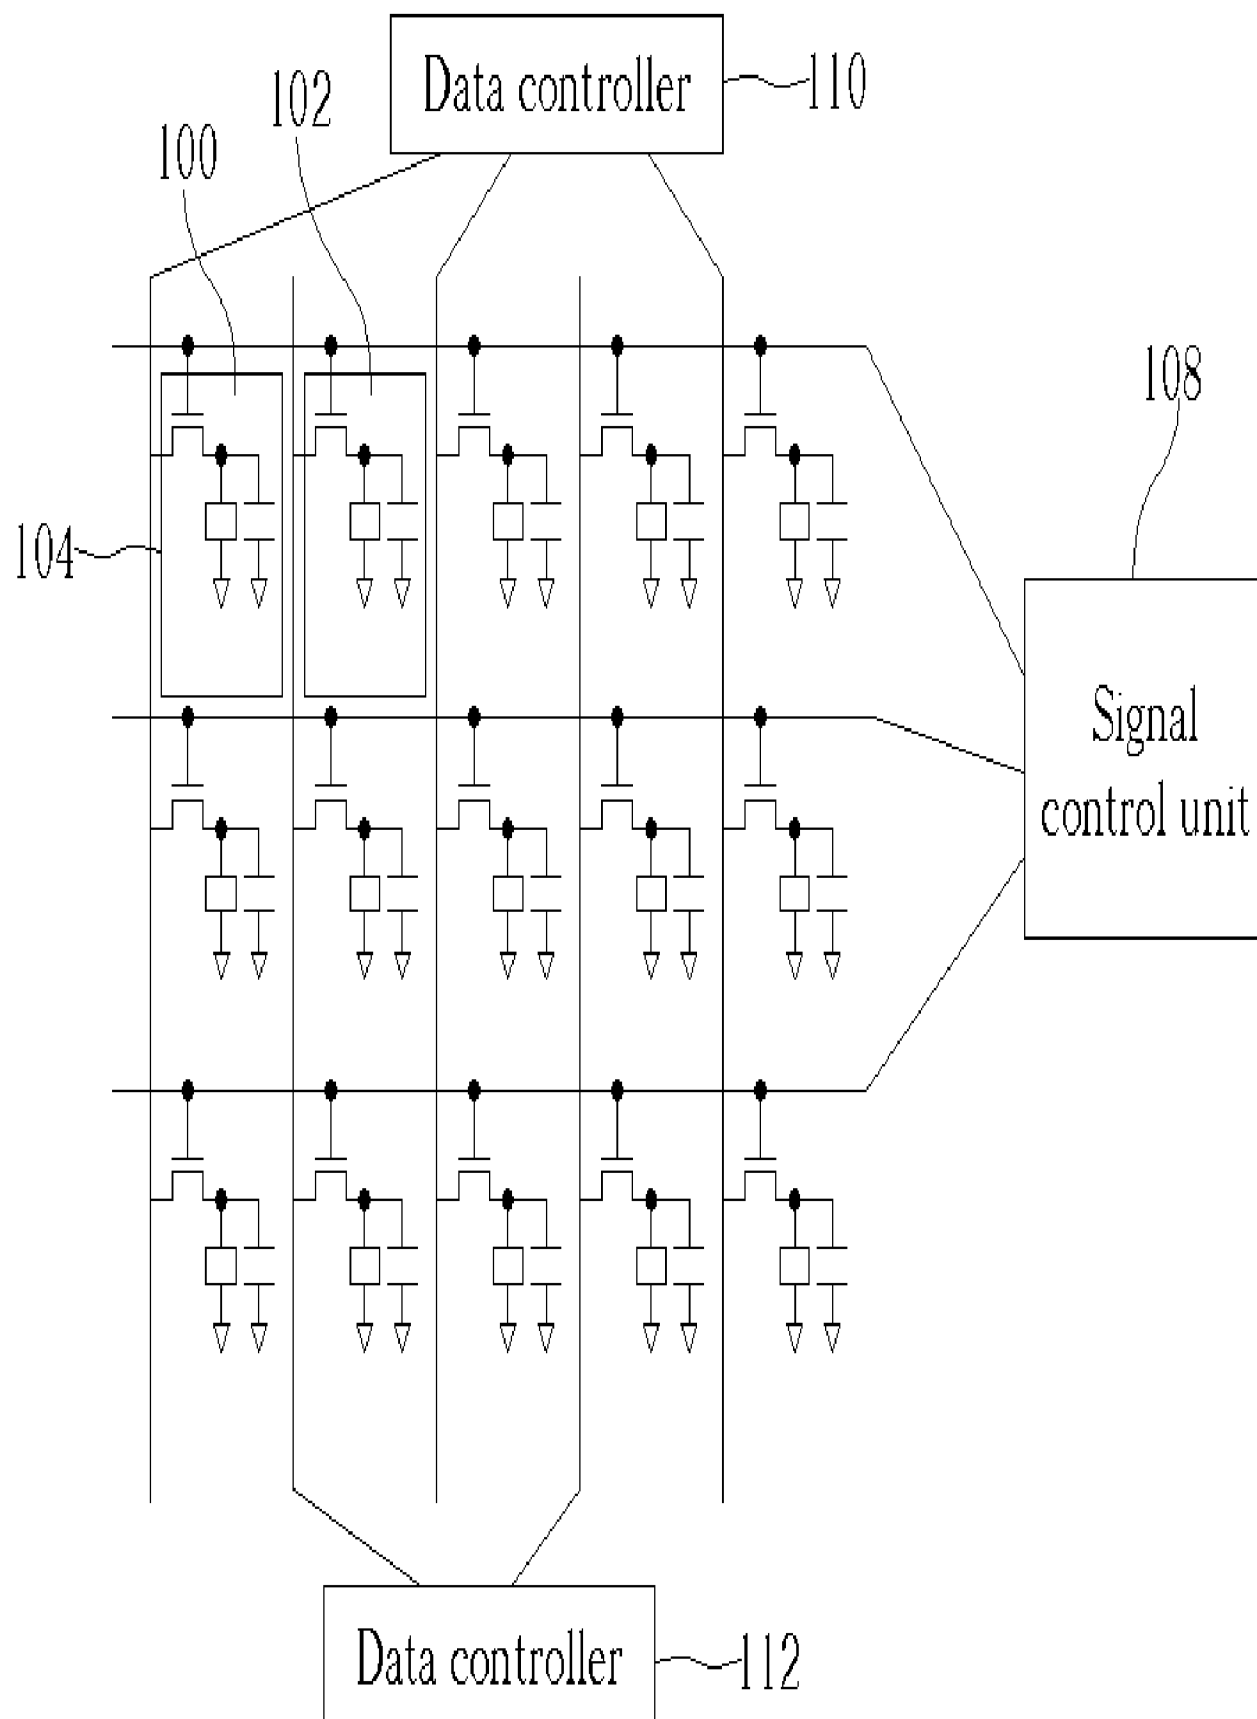 Data controller
110
102
100
108
104
Signal
control unit
Data controller
112